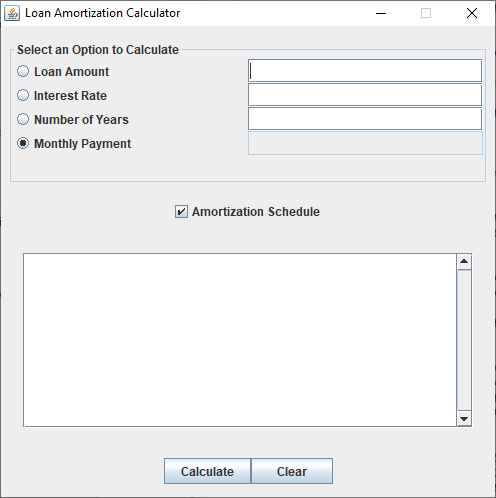 Loan Amortization Calculator
Select an Option to Calculate
Loan Amount
Interest Rate
Number of Years
Monthly Payment
Amortization Schedule
Calculate Clear